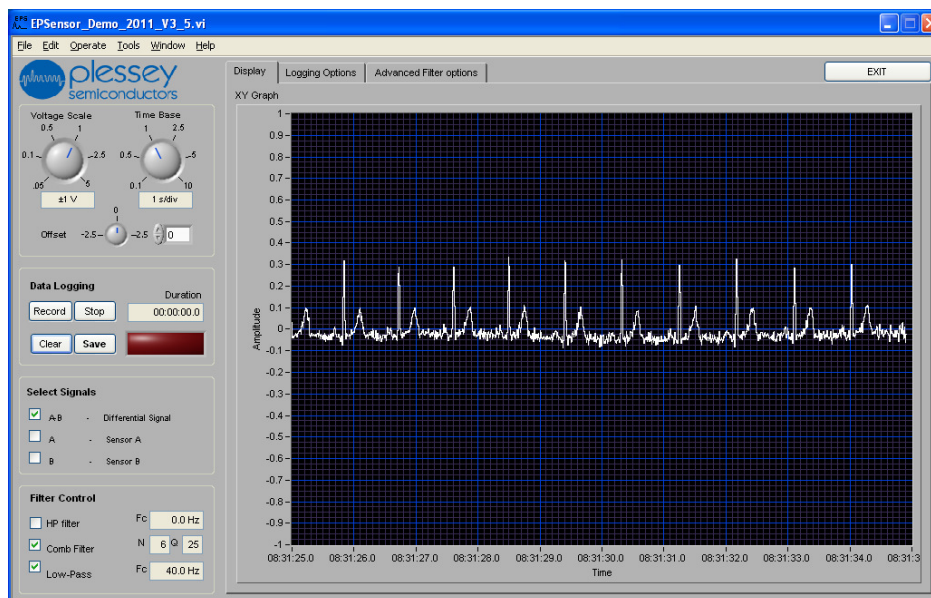 EPS
EPSensor_Demo_2011_V3_5.vi
File Edit Operate Tools Window Help
plessey
semiconductors
Voltage Scale
0.5 1
0.1 2.5
.05 5
±1 V
Time Base
1 2.5
0.5 5
0.1 10
1 s/div
0
Offset -2.5 -2.5 0
Data Logging
Duration
Record Stop 00:00:00.0
Clear Save
Select Signals
A-B - Differential Signal
A - Sensor A
B - Sensor B
Filter Control
HP filter Fc 0.0 Hz
Comb Filter N 6 Q 25
Low-Pass Fc 40.0 Hz
Display Logging Options Advanced Filter options EXIT
XY Graph
Amplitude
1
0.9
0.8
0.7
0.6
0.5
0.4
0.3
0.2
0.1
0
-0.1
-0.2
-0.3
-0.4
-0.5
-0.6
-0.7
-0.8
-0.9
-1
08:31:25.0 08:31:26.0 08:31:27.0 08:31:28.0 08:31:29.0 08:31:30.0 08:31:31.0 08:31:32.0 08:31:33.0 08:31:34.0 08:31:3
Time